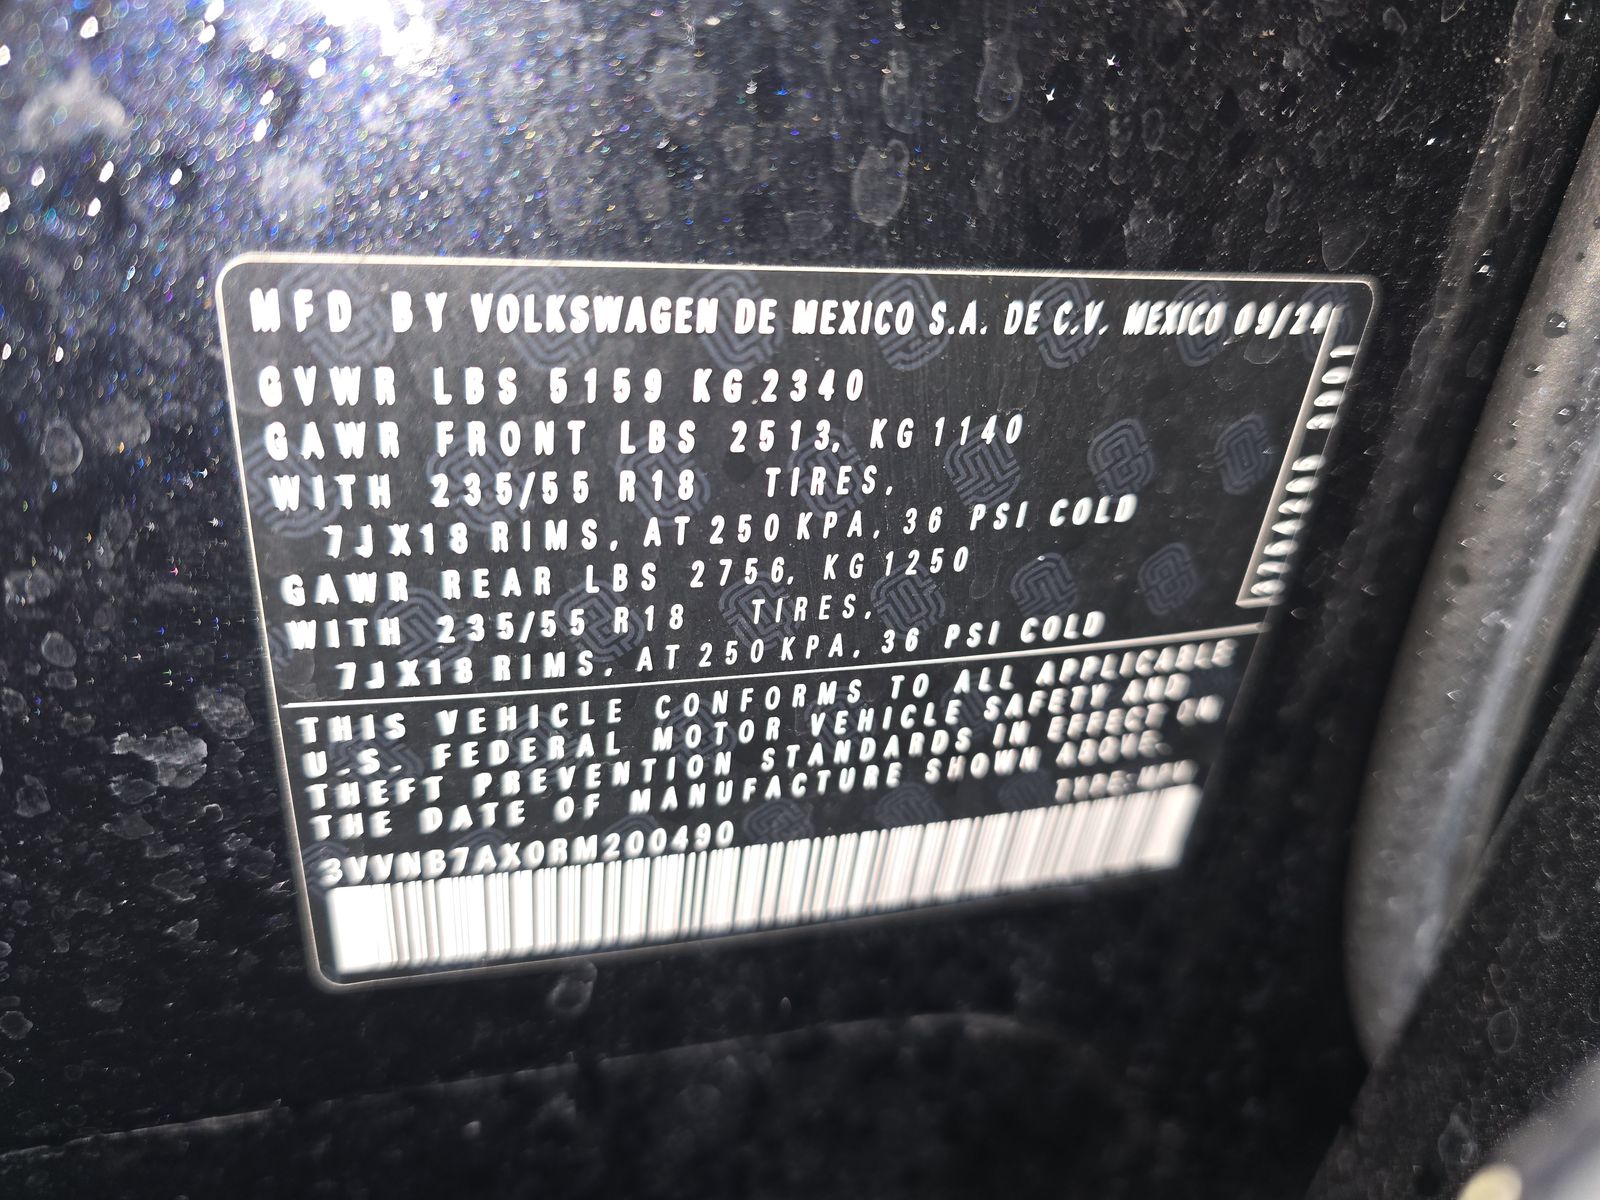 MFD BY VOLKSWAGEN DE MEXICO S.A. DE C.V. MEXICO 09/24
GVWR LBS 5159 KG 2340
GAWR FRONT LBS 2513, KG 1140
WITH 235/55 R18 TIRES,
7JX18 RIMS, AT 250 KPA, 36 PSI COLD
GAWR REAR LBS 2756, KG 1250
WITH 235/55 R18 TIRES,
7JX18 RIMS, AT 250 KPA, 36 PSI COLD
THIS VEHICLE CONFORMS TO ALL APPLICABLE
U.S. FEDERAL MOTOR VEHICLE SAFETY AND
THEFT PREVENTION STANDARDS IN EFFECT ON
THE DATE OF MANUFACTURE SHOWN ABOVE.
TYPE: MPV
3VVNB7AX0RM200490